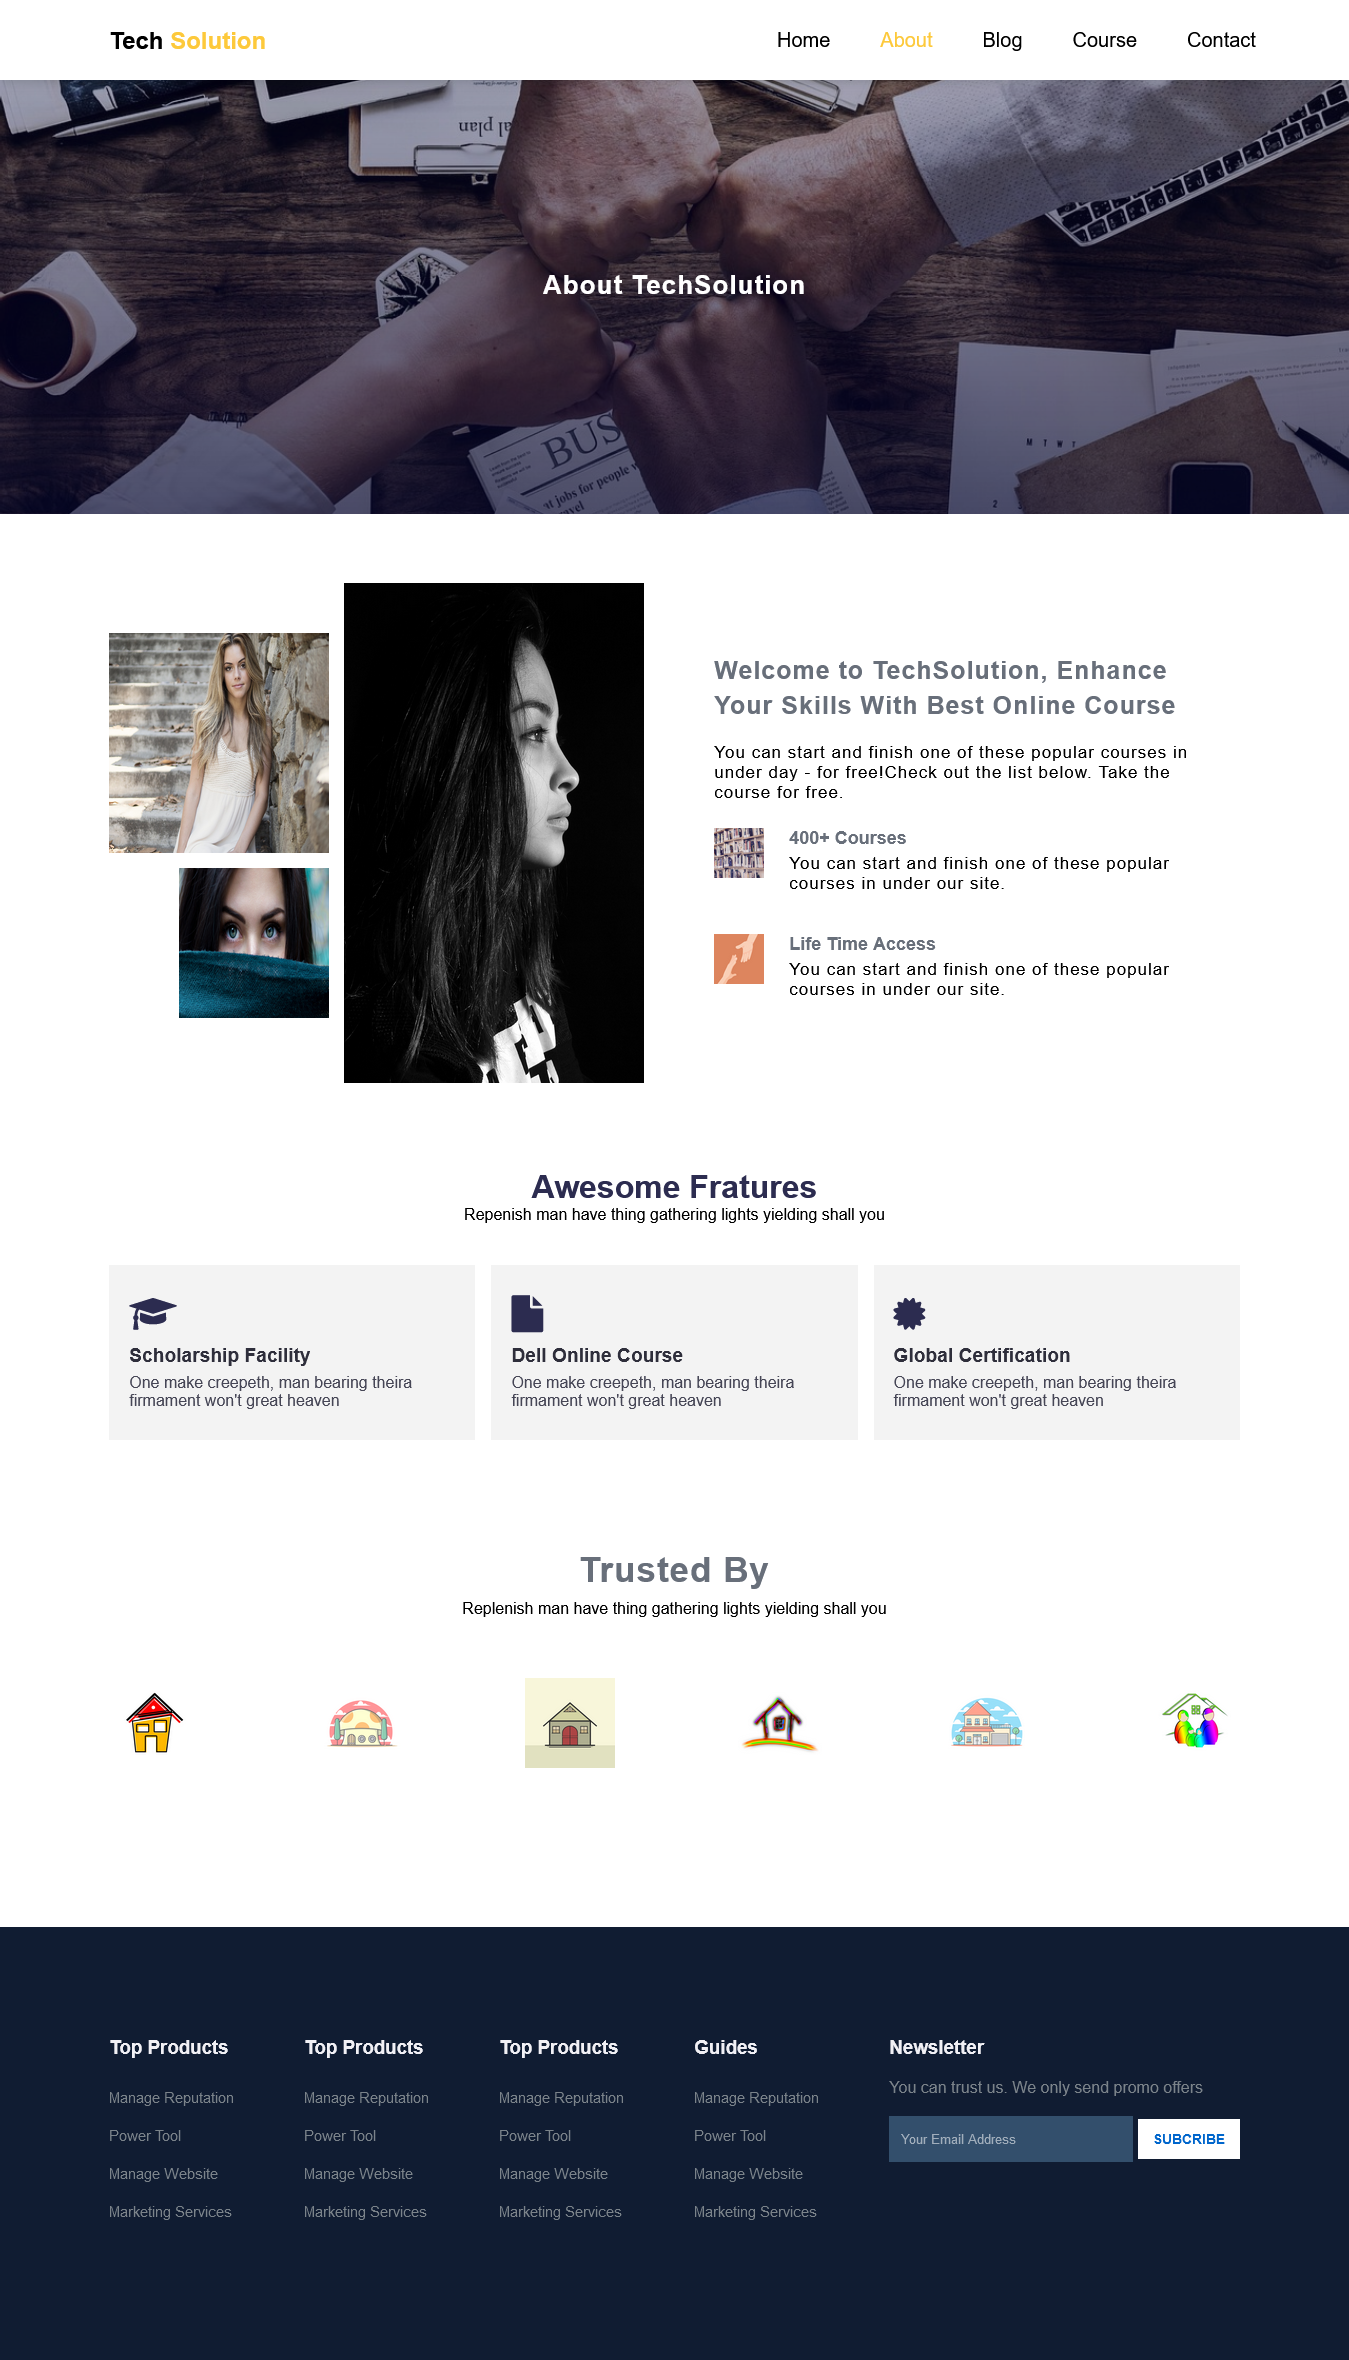 Tech Solution
Home About Blog Course Contact
About TechSolution
BUS
Welcome to TechSolution, Enhance
Your Skills With Best Online Course
You can start and finish one of these popular courses in
under day - for free!Check out the list below. Take the
course for free.
400+ Courses
You can start and finish one of these popular
courses in under our site.
Life Time Access
You can start and finish one of these popular
courses in under our site.
Awesome Fratures
Repenish man have thing gathering lights yielding shall you
Scholarship Facility
One make creepeth, man bearing theira
firmament won't great heaven
Dell Online Course
One make creepeth, man bearing theira
firmament won't great heaven
Global Certification
One make creepeth, man bearing theira
firmament won't great heaven
Trusted By
Replenish man have thing gathering lights yielding shall you
Top Products
Manage Reputation
Power Tool
Manage Website
Marketing Services
Top Products
Manage Reputation
Power Tool
Manage Website
Marketing Services
Top Products
Manage Reputation
Power Tool
Manage Website
Marketing Services
Guides
Manage Reputation
Power Tool
Manage Website
Marketing Services
Newsletter
You can trust us. We only send promo offers
Your Email Address
SUBCRIBE